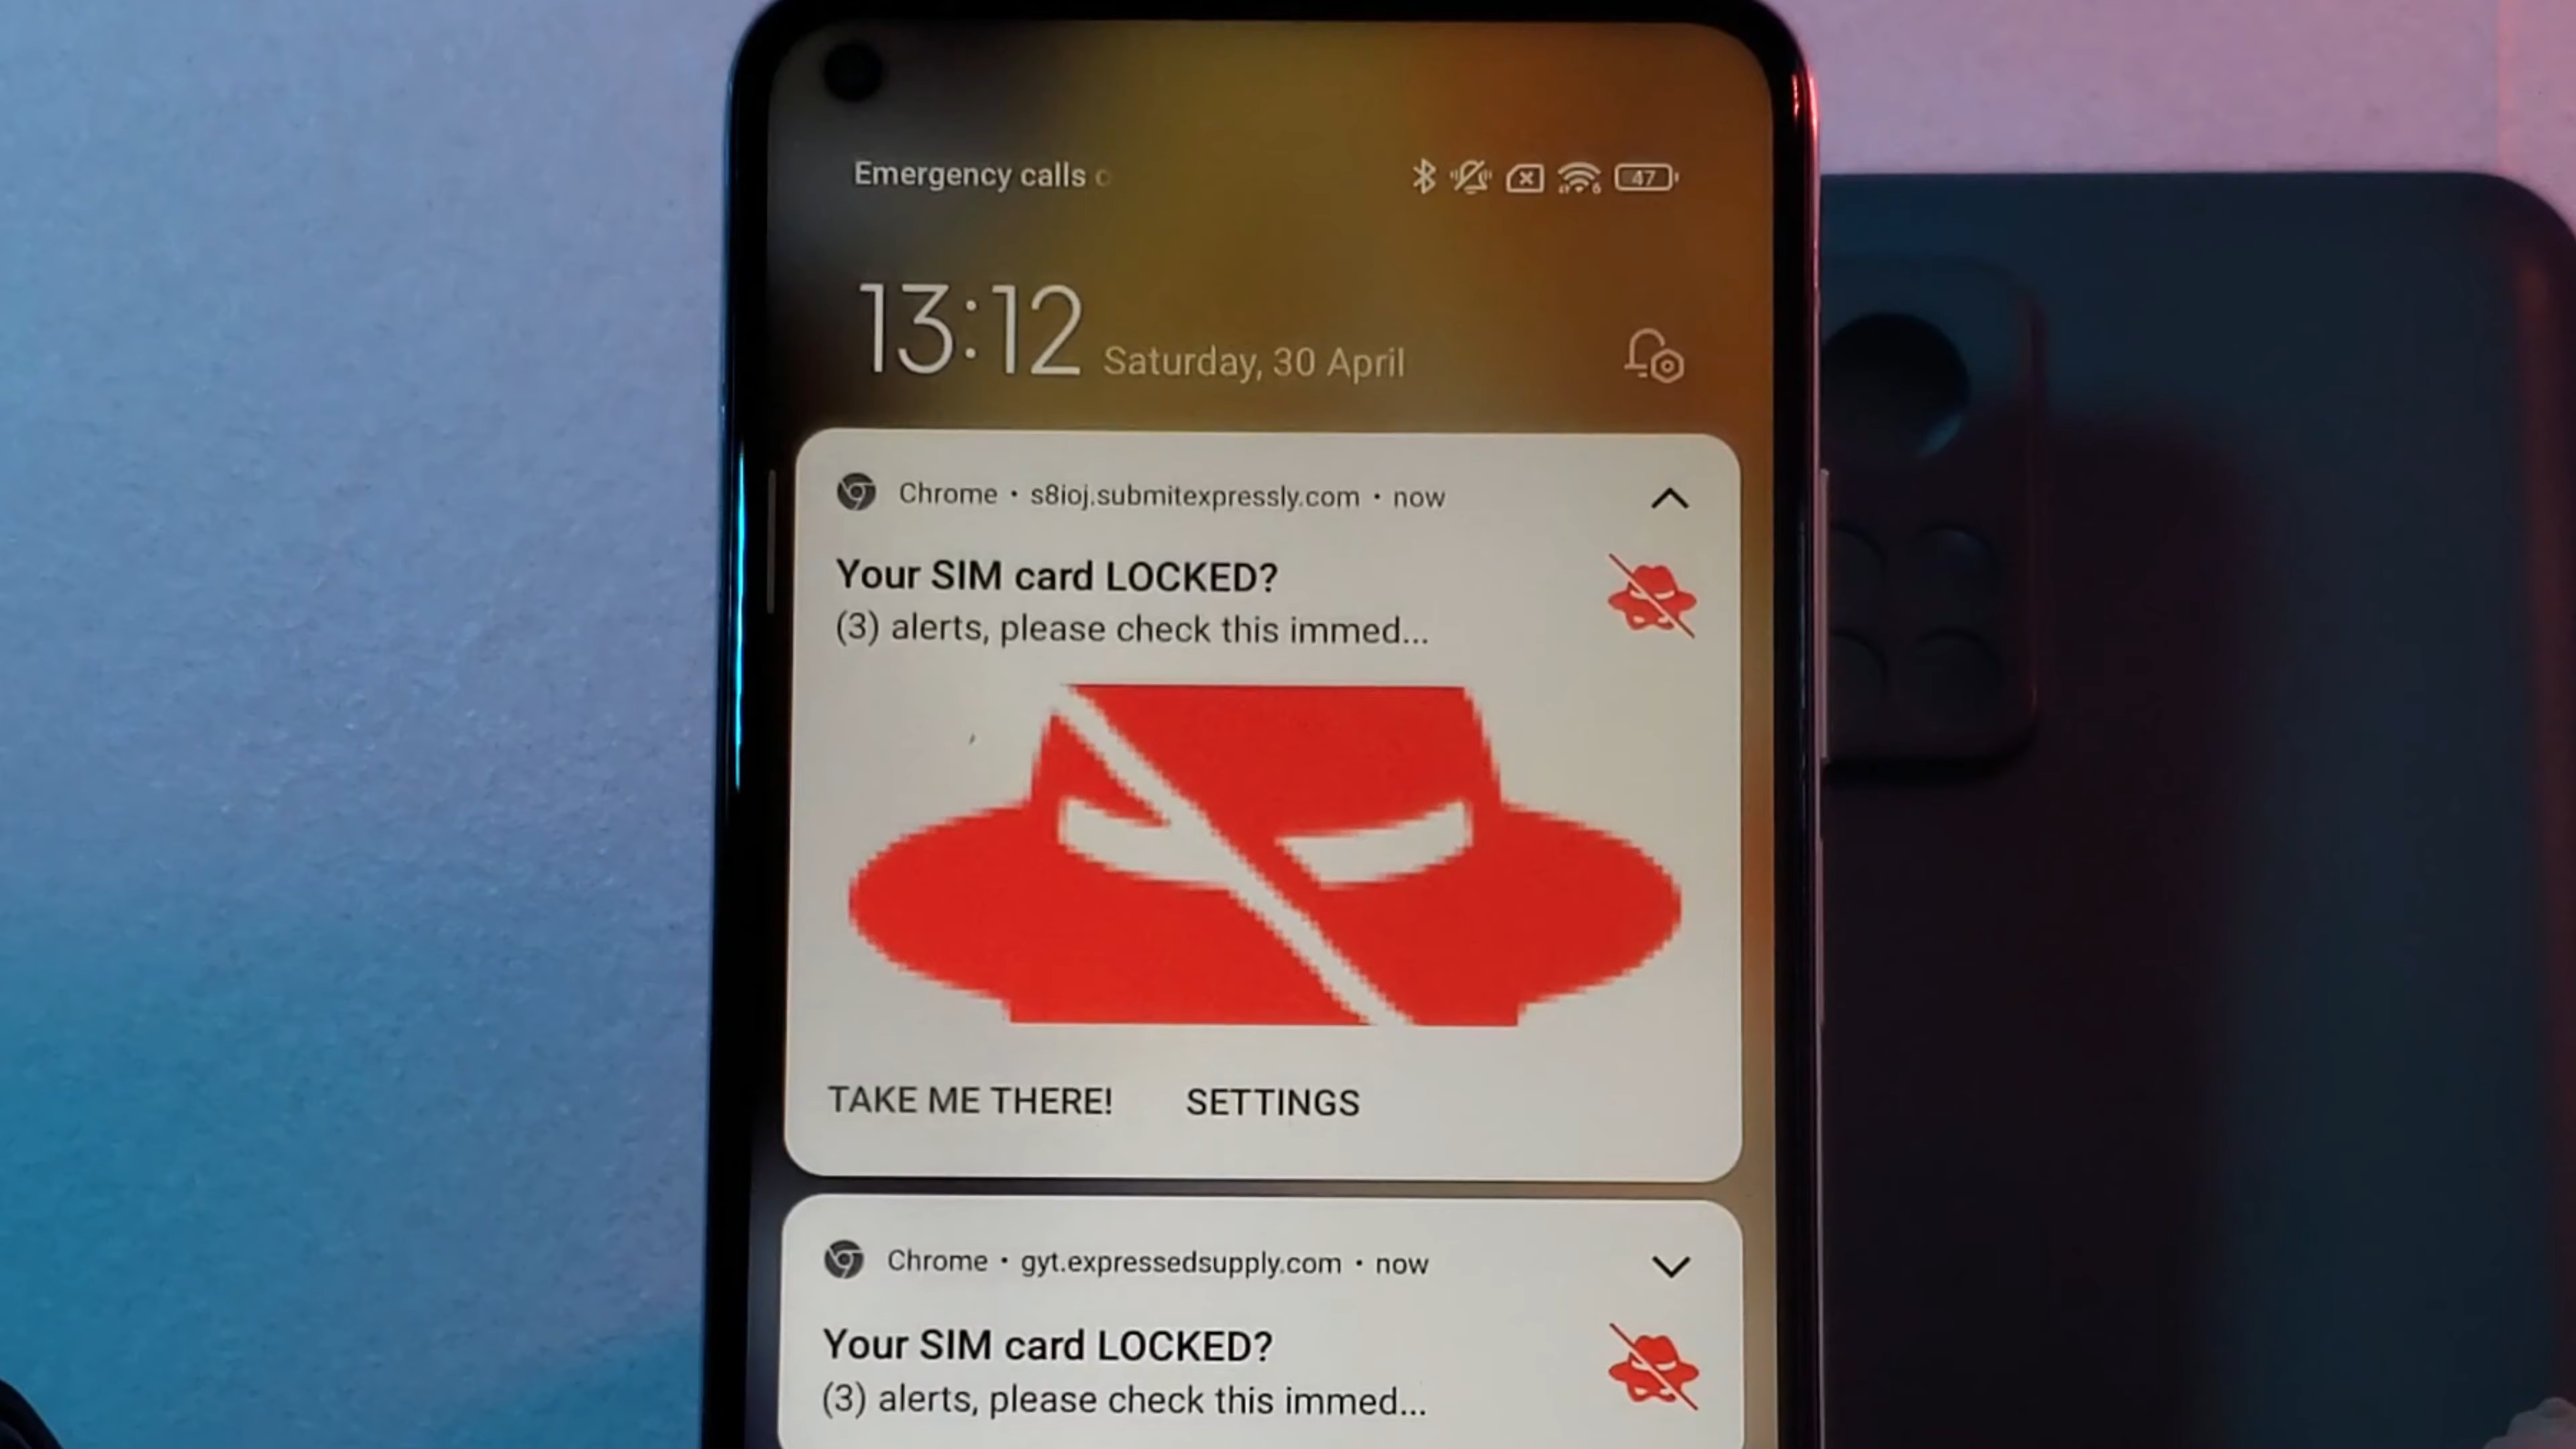 Emergency calls
47
13:12 Saturday, 30 April
Chrome • s8ioj.submitexpressly.com • now
Your SIM card LOCKED?
(3) alerts, please check this immed...
TAKE ME THERE! SETTINGS
Chrome • gyt.expressedsupply.com • now
Your SIM card LOCKED?
(3) alerts, please check this immed...